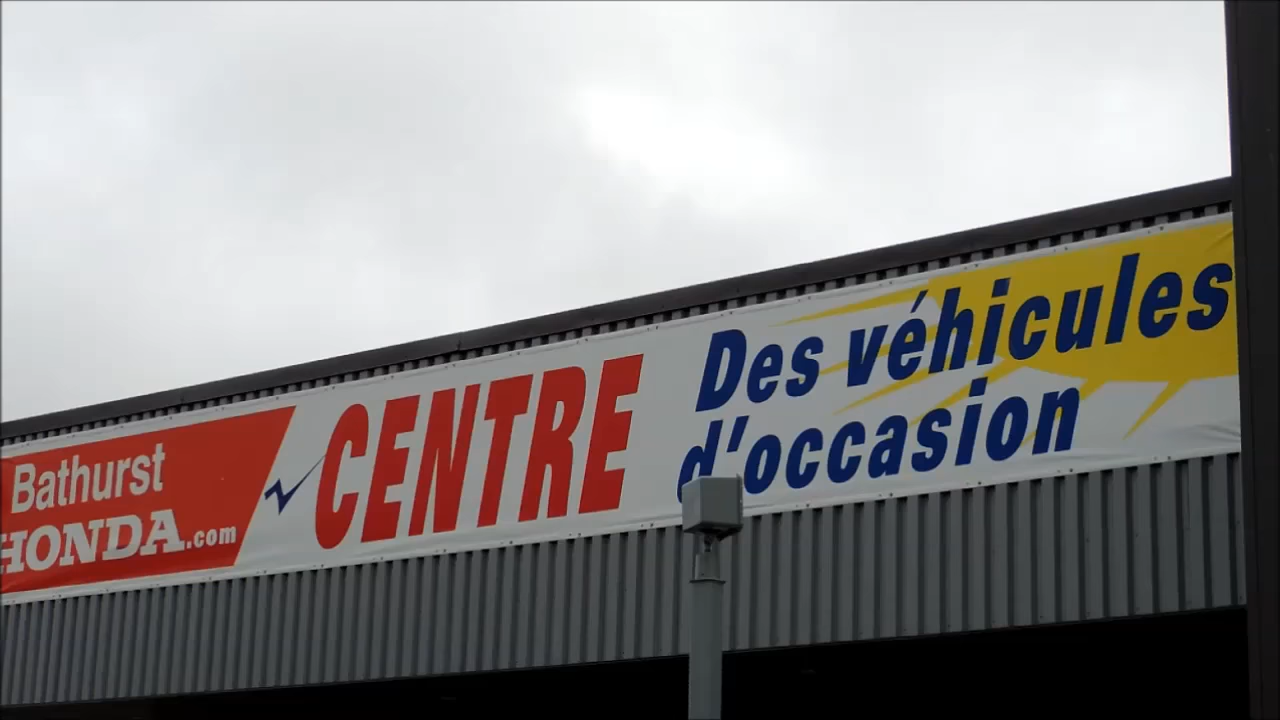 Bathurst
HONDA.com
CENTRE
Des véhicules
d'occasion